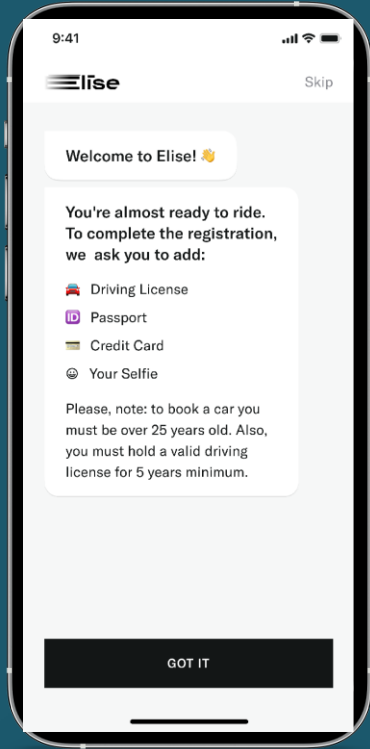 9:41
Elise
Skip
Welcome to Elise! 👋
You're almost ready to ride.
To complete the registration,
we ask you to add:
🚘 Driving License
🆔 Passport
💳 Credit Card
😀 Your Selfie
Please, note: to book a car you
must be over 25 years old. Also,
you must hold a valid driving
license for 5 years minimum.
GOT IT